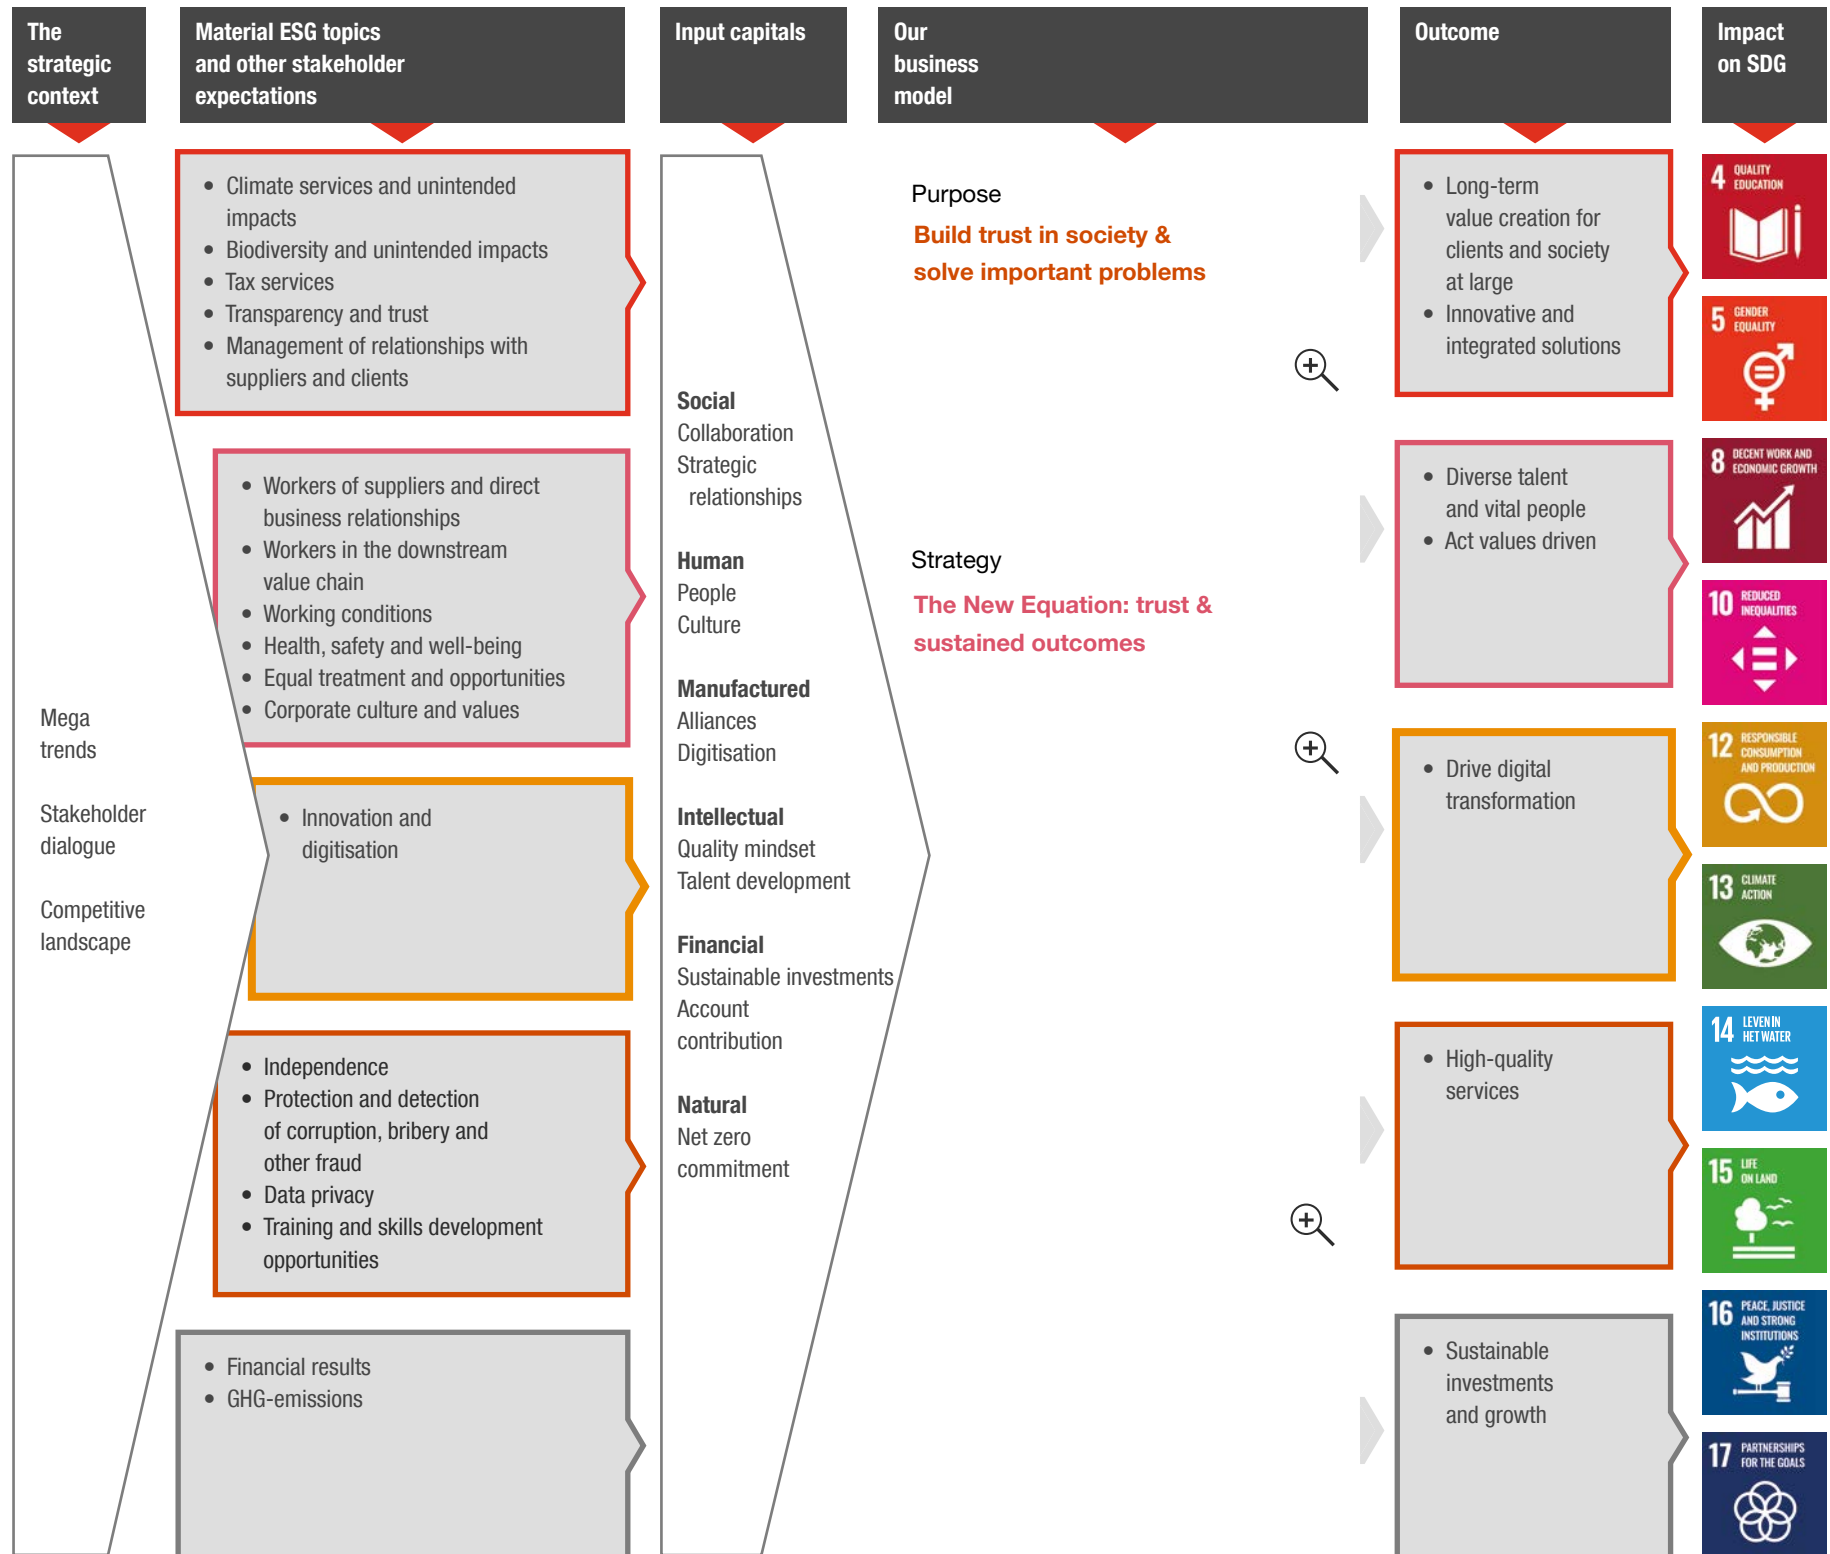 The
strategic
context
Material ESG topics
and other stakeholder
expectations
Input capitals
Our
business
model
Outcome
Impact
on SDG
Mega
trends
Stakeholder
dialogue
Competitive
landscape
• Climate services and unintended
impacts
• Biodiversity and unintended impacts
• Tax services
• Transparency and trust
• Management of relationships with
suppliers and clients
• Workers of suppliers and direct
business relationships
• Workers in the downstream
value chain
• Working conditions
• Health, safety and well-being
• Equal treatment and opportunities
• Corporate culture and values
• Innovation and
digitisation
• Independence
• Protection and detection
of corruption, bribery and
other fraud
• Data privacy
• Training and skills development
opportunities
• Financial results
• GHG-emissions
Social
Collaboration
Strategic
relationships
Human
People
Culture
Manufactured
Alliances
Digitisation
Intellectual
Quality mindset
Talent development
Financial
Sustainable investments
Account
contribution
Natural
Net zero
commitment
Purpose
Build trust in society &
solve important problems
Strategy
The New Equation: trust &
sustained outcomes
• Long-term
value creation for
clients and society
at large
• Innovative and
integrated solutions
• Diverse talent
and vital people
• Act values driven
• Drive digital
transformation
• High-quality
services
• Sustainable
investments
and growth
4 QUALITY
EDUCATION
5 GENDER
EQUALITY
8 DECENT WORK AND
ECONOMIC GROWTH
10 REDUCED
INEQUALITIES
12 RESPONSIBLE
CONSUMPTION
AND PRODUCTION
13 CLIMATE
ACTION
14 LEVEN IN
HET WATER
15 LIFE
ON LAND
16 PEACE, JUSTICE
AND STRONG
INSTITUTIONS
17 PARTNERSHIPS
FOR THE GOALS